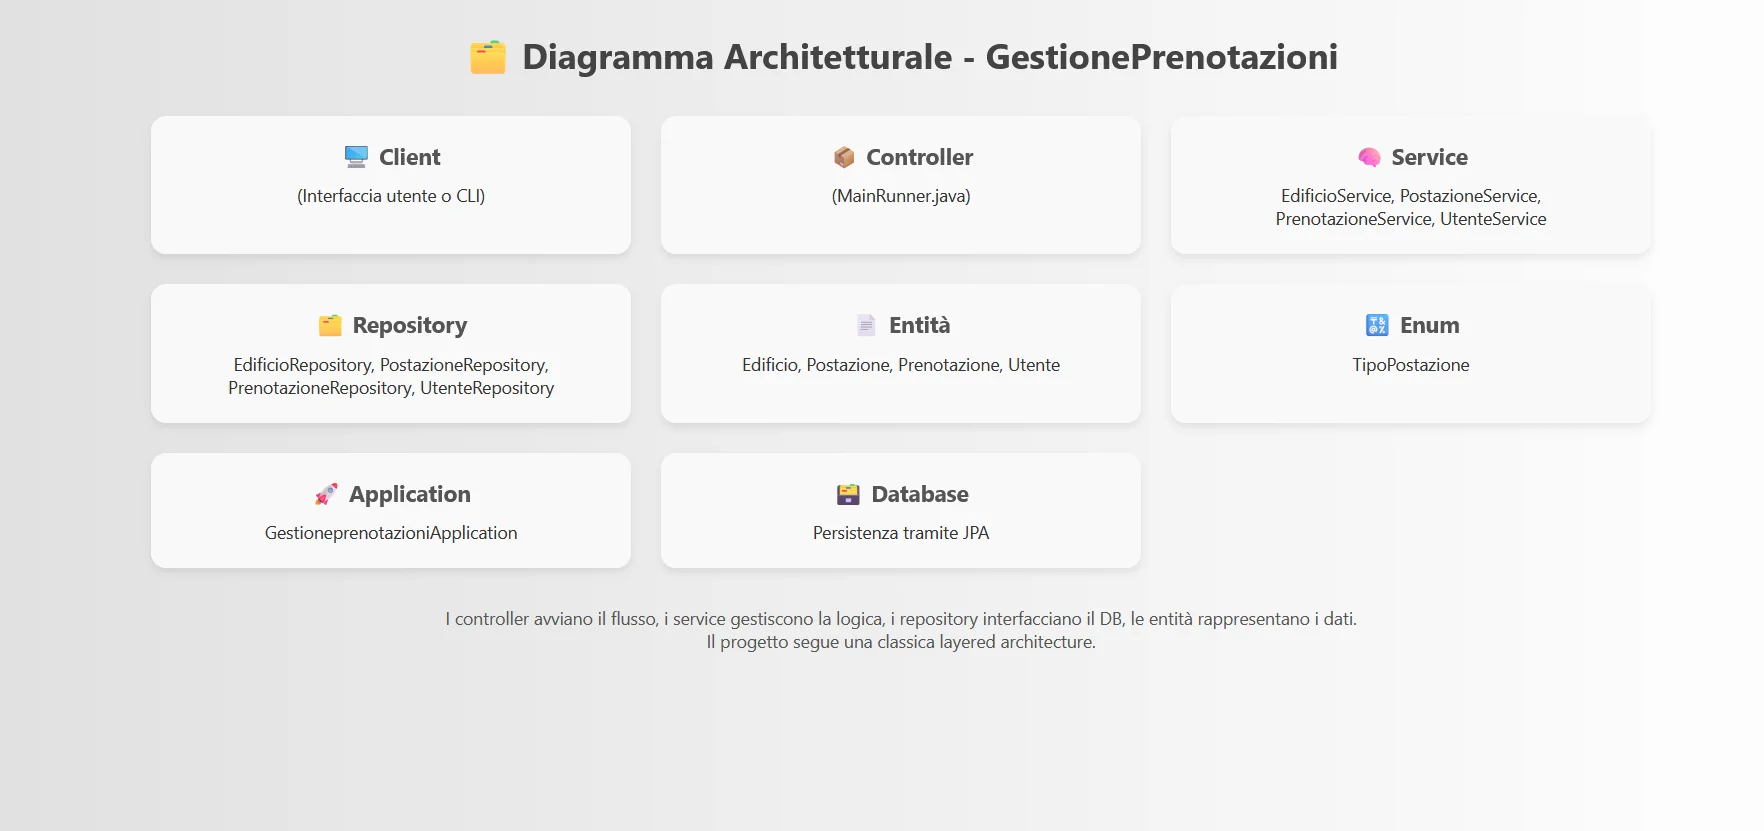 Diagramma Architetturale - GestionePrenotazioni
Client
(Interfaccia utente o CLI)
Controller
(MainRunner.java)
Service
EdificioService, PostazioneService,
PrenotazioneService, UtenteService
Repository
EdificioRepository, PostazioneRepository,
PrenotazioneRepository, UtenteRepository
Entità
Edificio, Postazione, Prenotazione, Utente
Enum
TipoPostazione
Application
GestioneprenotazioniApplication
Database
Persistenza tramite JPA
I controller avviano il flusso, i service gestiscono la logica, i repository interfacciano il DB, le entità rappresentano i dati.
Il progetto segue una classica layered architecture.